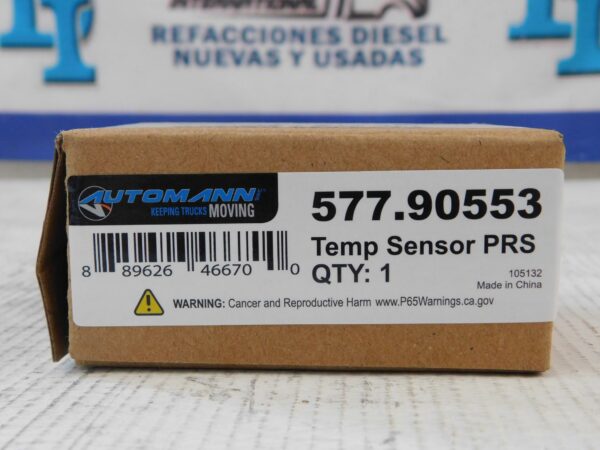 INTERNATIONAL
REFACCIONES DIESEL
NUEVAS Y USADAS
AUTOMANN
KEEPING TRUCKS MOVING
577.90553
Temp Sensor PRS
QTY: 1
8 89626 46670 0
105132
Made in China
WARNING: Cancer and Reproductive Harm www.P65Warnings.ca.gov